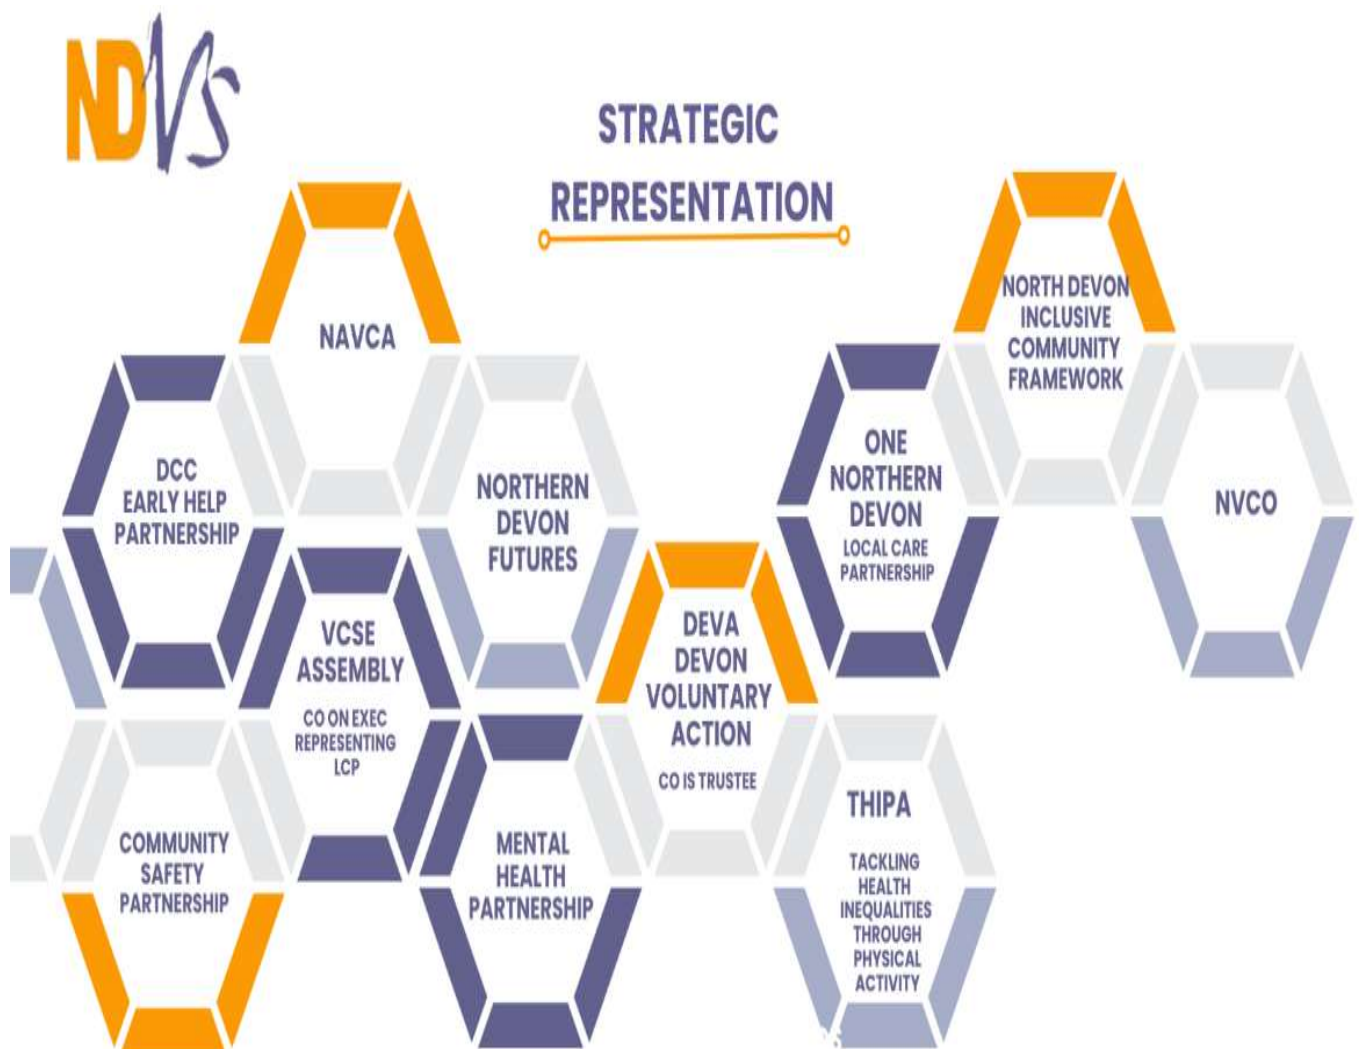 NDVS
STRATEGIC
REPRESENTATION
NAVCA
NORTH DEVON
INCLUSIVE
COMMUNITY
FRAMEWORK
DCC
EARLY HELP
PARTNERSHIP
NORTHERN
DEVON
FUTURES
ONE
NORTHERN
DEVON
LOCAL CARE
PARTNERSHIP
NVCO
VCSE
ASSEMBLY
CO ON EXEC
REPRESENTING
LCP
DEVA
DEVON
VOLUNTARY
ACTION
CO IS TRUSTEE
COMMUNITY
SAFETY
PARTNERSHIP
MENTAL
HEALTH
PARTNERSHIP
THIPA
TACKLING
HEALTH
INEQUALITIES
THROUGH
PHYSICAL
ACTIVITY